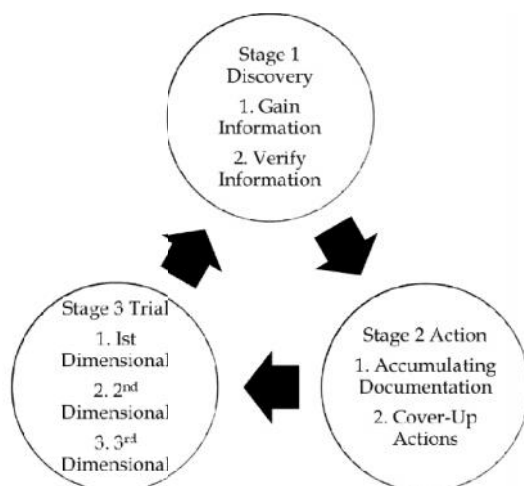 Stage 1
Discovery
1. Gain
Information
2. Verify
Information
Stage 2 Action
1. Accumulating
Documentation
2. Cover-Up
Actions
Stage 3 Trial
1. Ist
Dimensional
2. 2nd
Dimensional
3. 3rd
Dimensional